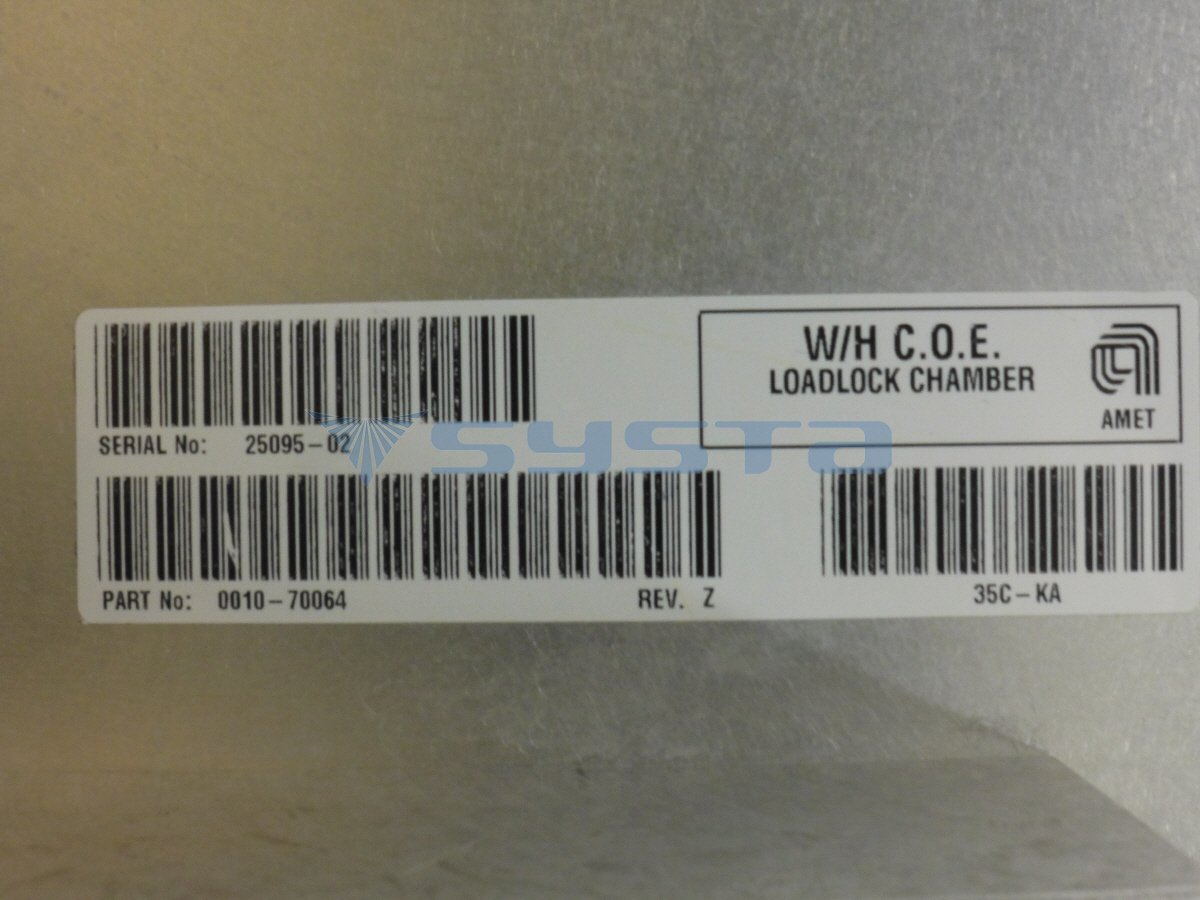 W/H C.O.E.
LOADLOCK CHAMBER
AMET
SERIAL No: 25095-02
systa
PART No: 0010-70064 REV. Z
35C-KA